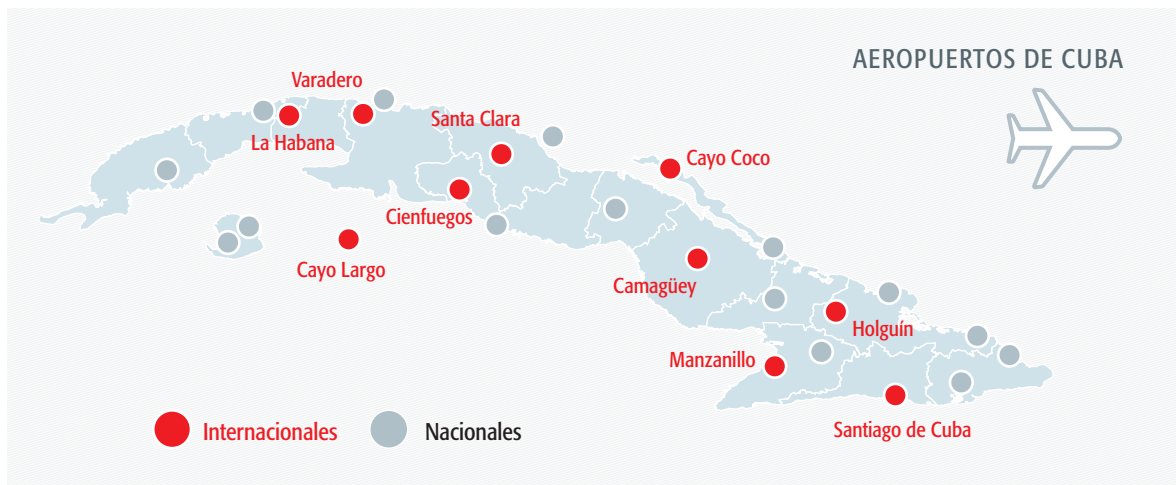 AEROPUERTOS DE CUBA
Varadero
La Habana
Santa Clara
Cayo Coco
Cienfuegos
Cayo Largo
Camagüey
Holguín
Manzanillo
Santiago de Cuba
Internacionales
Nacionales